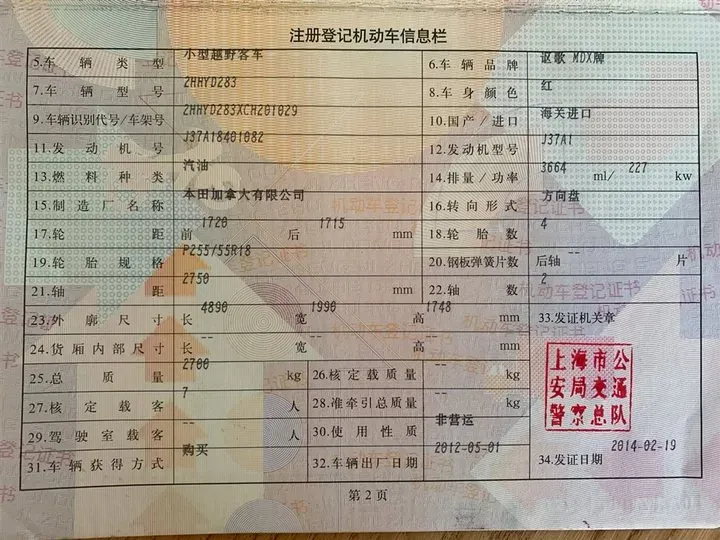 注册登记机动车信息栏
5.车辆类型 小型越野客车 6.车辆品牌 讴歌 MDX牌
7.车辆型号 2HHYD283 8.车身颜色 红
9.车辆识别代号/车架号 2HHYD283XCH201029 10.国产/进口 海关进口
11.发动机号 J37A18401082 12.发动机型号 J37A1
13.燃料种类 汽油 14.排量/功率 3664 ml/ 227 kw
15.制造厂名称 本田加拿大有限公司 16.转向形式 方向盘
17.轮距 前 1720 后 1715 mm 18.轮胎数 4
19.轮胎规格 P255/55R18 20.钢板弹簧片数 后轴 -- 片
21.轴距 2750 mm 22.轴数 2
23.外廓尺寸 长 4890 宽 1990 高 1748 mm 33.发证机关章
24.货厢内部尺寸 长 -- 宽 -- 高 -- mm
25.总质量 2700 kg 26.核定载质量 -- kg
27.核定载客 7 人 28.准牵引总质量 -- kg
29.驾驶室载客 -- 人 30.使用性质 非营运
31.车辆获得方式 购买 32.车辆出厂日期 2012-05-01 34.发证日期 2014-02-19
上海市公
安局交通
警察总队
第2页